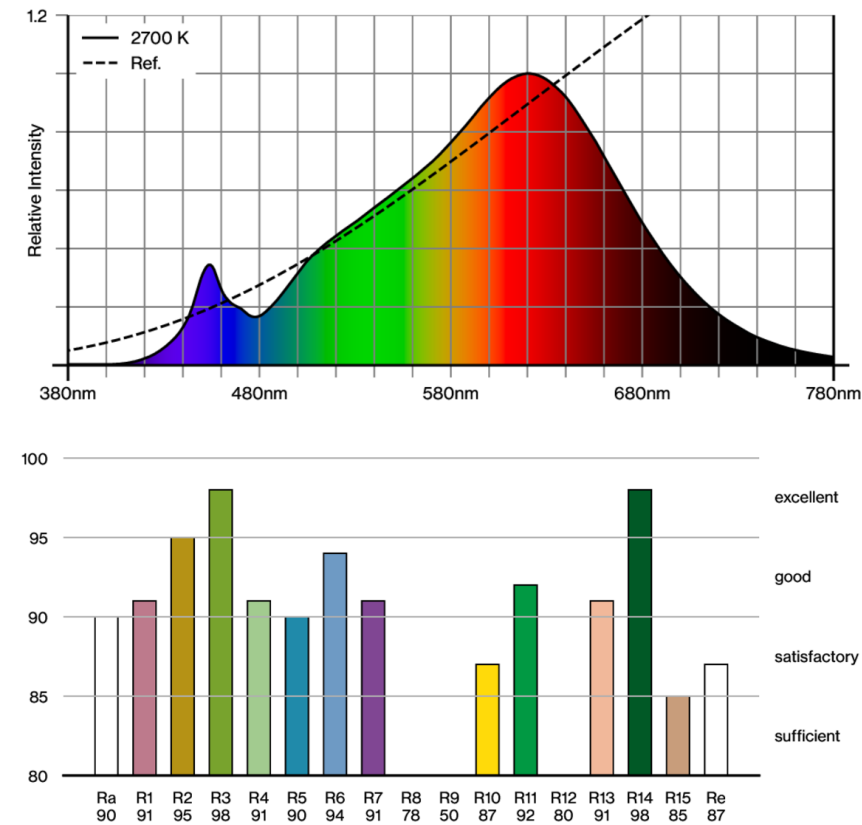 1.2
2700 K
Ref.
Relative Intensity
380nm 480nm 580nm 680nm 780nm
100
excellent
95
good
90
satisfactory
85
sufficient
80
Ra R1 R2 R3 R4 R5 R6 R7 R8 R9 R10 R11 R12 R13 R14 R15 Re
90 91 95 98 91 90 94 91 78 50 87 92 80 91 98 85 87